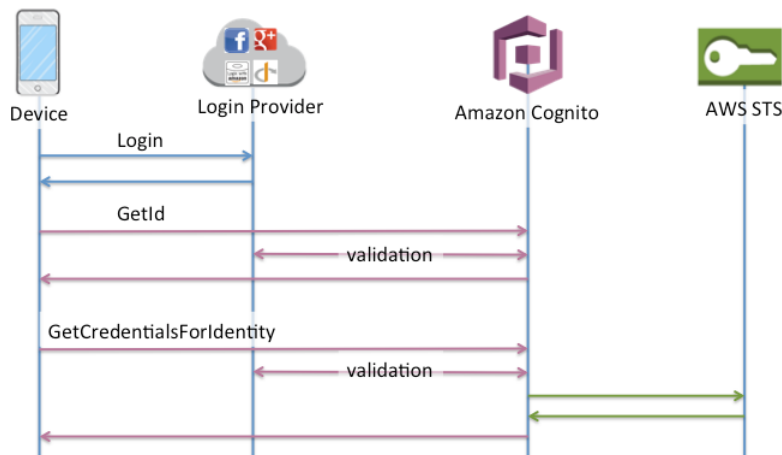 Device
Login Provider
Amazon Cognito
AWS STS
Login
GetId
validation
GetCredentialsForIdentity
validation